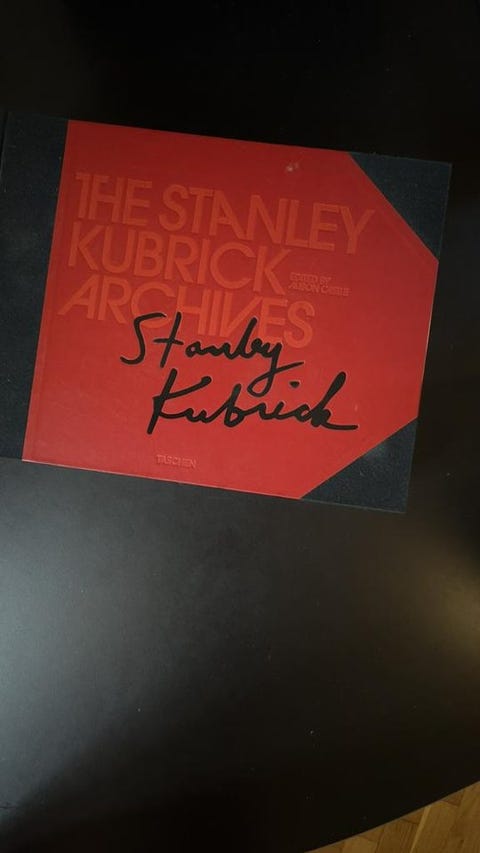 THE STANLEY
KUBRICK
ARCHIVES
EDITED BY
ALISON CASTLE
Stanley
Kubrick
TASCHEN